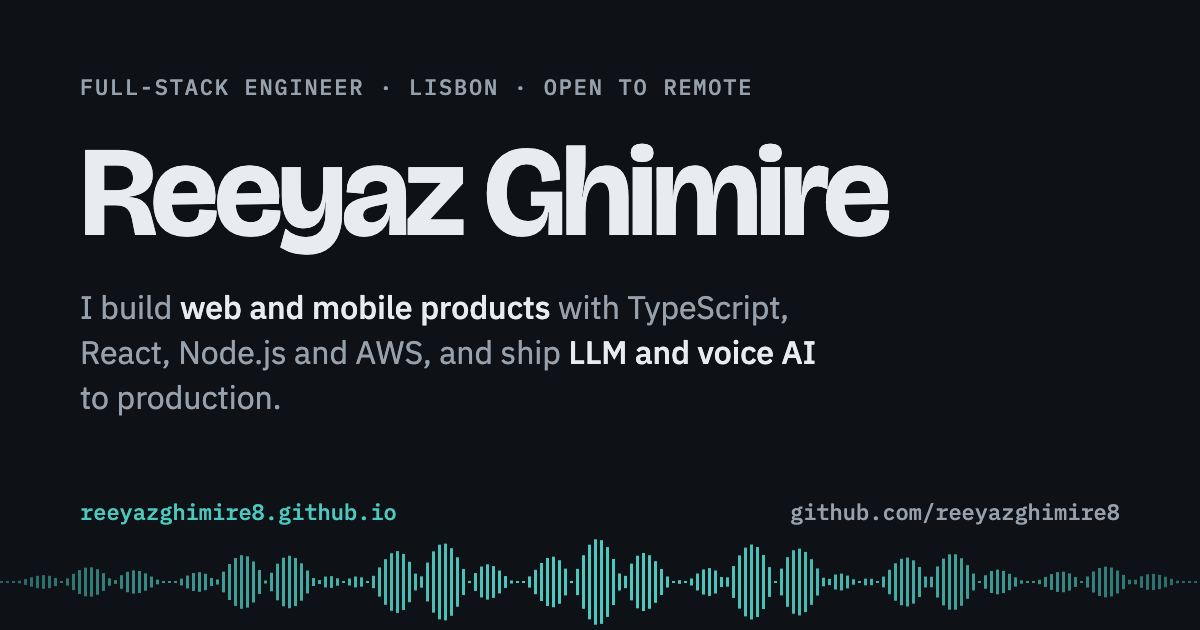 FULL-STACK ENGINEER · LISBON · OPEN TO REMOTE
Reeyaz Ghimire
I build web and mobile products with TypeScript,
React, Node.js and AWS, and ship LLM and voice AI
to production.
reeyazghimire8.github.io
github.com/reeyazghimire8